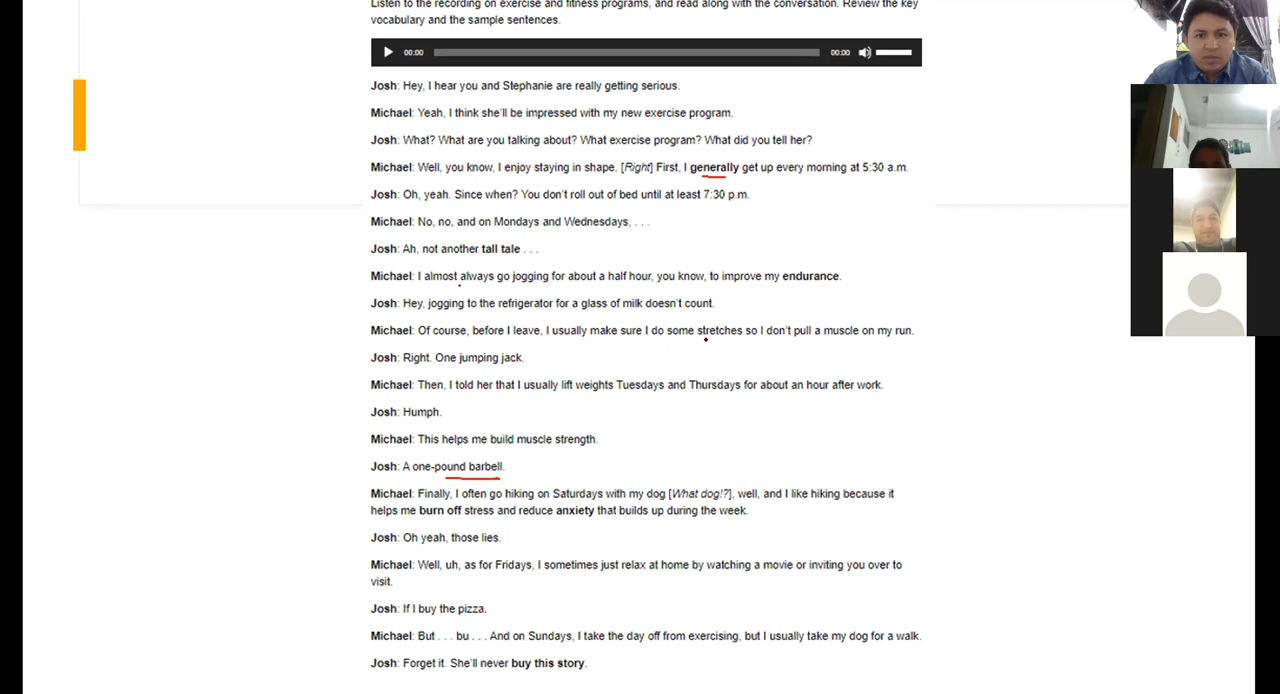 Listen to the recording on exercise and fitness programs, and read along with the conversation. Review the key
vocabulary and the sample sentences.
00:00 00:00
Josh: Hey, I hear you and Stephanie are really getting serious.
Michael: Yeah, I think she'll be impressed with my new exercise program.
Josh: What? What are you talking about? What exercise program? What did you tell her?
Michael: Well, you know, I enjoy staying in shape. [Right] First, I generally get up every morning at 5:30 a.m.
Josh: Oh, yeah. Since when? You don't roll out of bed until at least 7:30 p.m.
Michael: No, no, and on Mondays and Wednesdays, . . .
Josh: Ah, not another tall tale . . .
Michael: I almost always go jogging for about a half hour, you know, to improve my endurance.
Josh: Hey, jogging to the refrigerator for a glass of milk doesn't count.
Michael: Of course, before I leave, I usually make sure I do some stretches so I don't pull a muscle on my run.
Josh: Right. One jumping jack.
Michael: Then, I told her that I usually lift weights Tuesdays and Thursdays for about an hour after work.
Josh: Humph.
Michael: This helps me build muscle strength.
Josh: A one-pound barbell.
Michael: Finally, I often go hiking on Saturdays with my dog [What dog!?], well, and I like hiking because it
helps me burn off stress and reduce anxiety that builds up during the week.
Josh: Oh yeah, those lies.
Michael: Well, uh, as for Fridays, I sometimes just relax at home by watching a movie or inviting you over to
visit.
Josh: If I buy the pizza.
Michael: But . . . bu . . . And on Sundays, I take the day off from exercising, but I usually take my dog for a walk.
Josh: Forget it. She'll never buy this story.